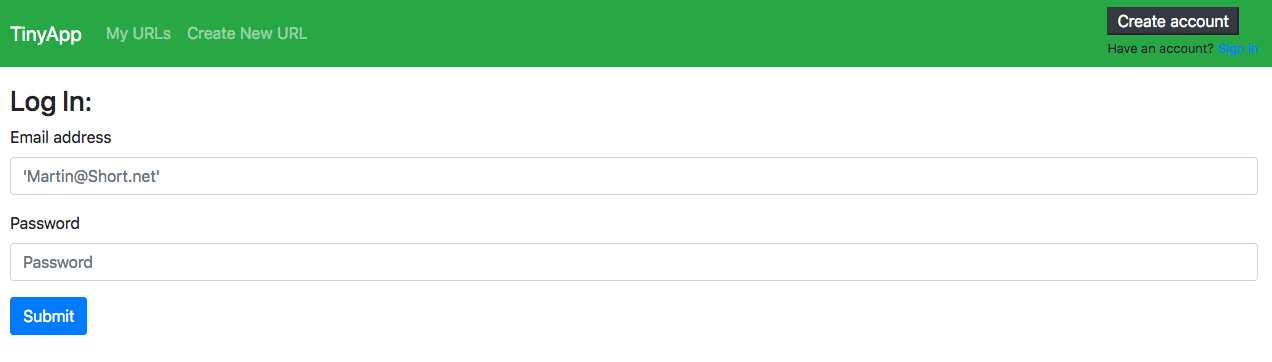 TinyApp My URLs Create New URL Create account
Have an account? Sign in
Log In:
Email address
'Martin@Short.net'
Password
Password
Submit